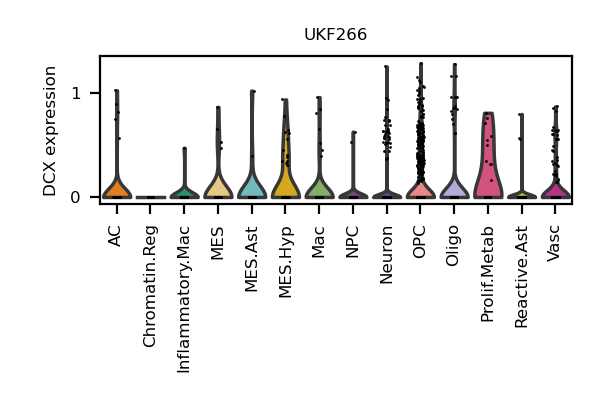 UKF266
DCX expression
1
0
AC
Chromatin.Reg
Inflammatory.Mac
MES
MES.Ast
MES.Hyp
Mac
NPC
Neuron
OPC
Oligo
Prolif.Metab
Reactive.Ast
Vasc